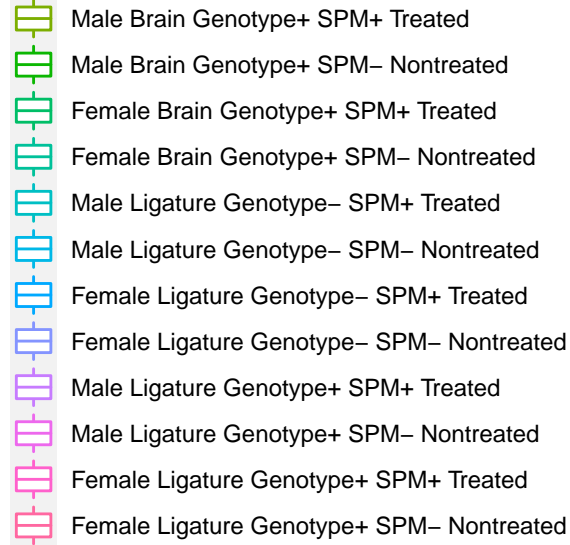 Male Brain Genotype+ SPM+ Treated
Male Brain Genotype+ SPM− Nontreated
Female Brain Genotype+ SPM+ Treated
Female Brain Genotype+ SPM− Nontreated
Male Ligature Genotype− SPM+ Treated
Male Ligature Genotype− SPM− Nontreated
Female Ligature Genotype− SPM+ Treated
Female Ligature Genotype− SPM− Nontreated
Male Ligature Genotype+ SPM+ Treated
Male Ligature Genotype+ SPM− Nontreated
Female Ligature Genotype+ SPM+ Treated
Female Ligature Genotype+ SPM− Nontreated